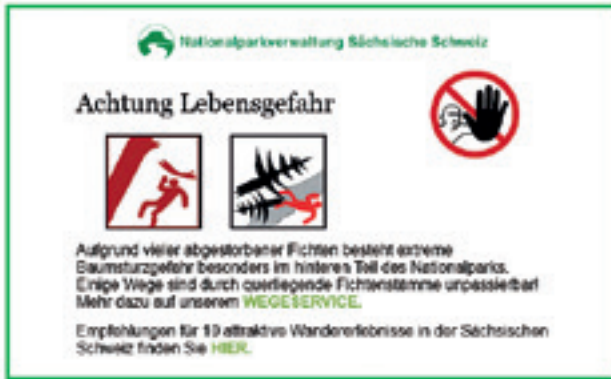 Nationalparkverwaltung Sächsische Schweiz
Achtung Lebensgefahr
Aufgrund vieler abgestorbener Fichten besteht extreme
Baumsturzgefahr besonders im hinteren Teil des Nationalparks.
Einige Wege sind durch querliegende Fichtenstämme unpassierbar!
Mehr dazu auf unserem WEGESERVICE.
Empfehlungen für 10 attraktive Wandererlebnisse in der Sächsischen
Schweiz finden Sie HIER.